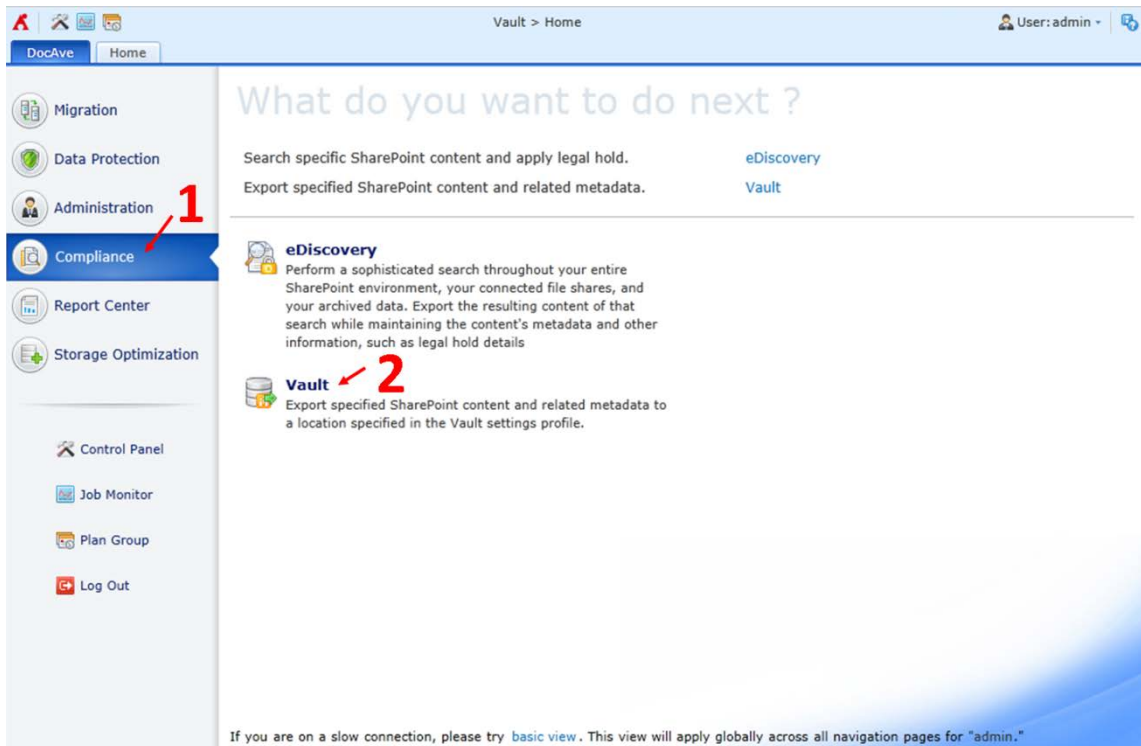 Vault > Home
User: admin
DocAve Home
Migration
Data Protection
Administration
1
Compliance
Report Center
Storage Optimization
Control Panel
Job Monitor
Plan Group
Log Out
What do you want to do next ?
Search specific SharePoint content and apply legal hold. eDiscovery
Export specified SharePoint content and related metadata. Vault
eDiscovery
Perform a sophisticated search throughout your entire
SharePoint environment, your connected file shares, and
your archived data. Export the resulting content of that
search while maintaining the content's metadata and other
information, such as legal hold details
Vault 2
Export specified SharePoint content and related metadata to
a location specified in the Vault settings profile.
If you are on a slow connection, please try basic view. This view will apply globally across all navigation pages for "admin."